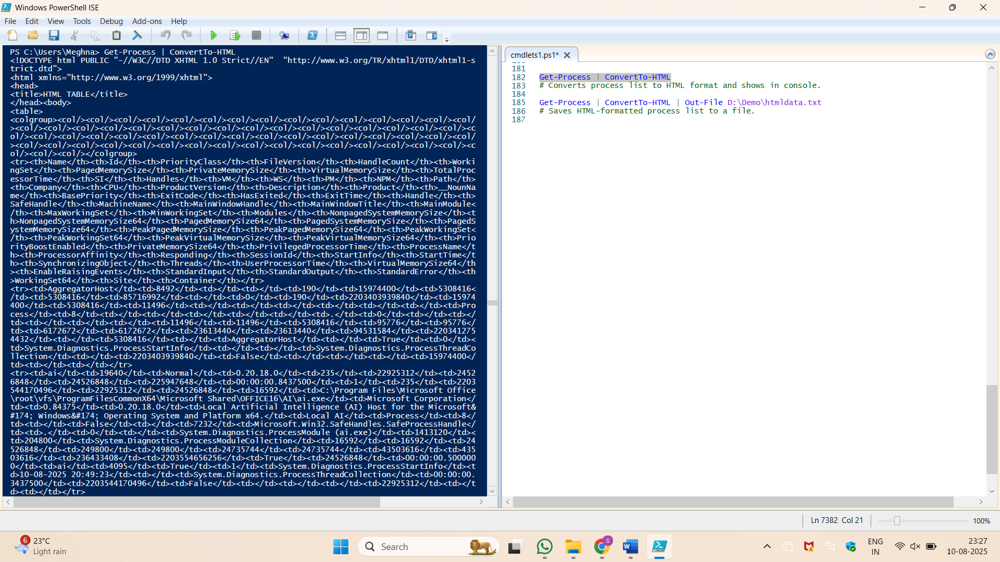 Windows PowerShell ISE
File Edit View Tools Debug Add-ons Help
PS C:\Users\Meghna> Get-Process | ConvertTo-HTML
<!DOCTYPE html PUBLIC "-//W3C//DTD XHTML 1.0 Strict//EN"  "http://www.w3.org/TR/xhtml1/DTD/xhtml1-s
trict.dtd">
<html xmlns="http://www.w3.org/1999/xhtml">
<head>
<title>HTML TABLE</title>
</head><body>
<table>
<colgroup><col/><col/><col/><col/><col/><col/><col/><col/><col/><col/><col/><col/><col/><col/><col/
><col/><col/><col/><col/><col/><col/><col/><col/><col/><col/><col/><col/><col/><col/><col/><col/><c
ol/><col/><col/><col/><col/><col/><col/><col/><col/><col/><col/><col/><col/><col/><col/><col/><col/
><col/><col/><col/><col/><col/><col/><col/><col/><col/><col/><col/><col/><col/><col/><col/><col/><c
ol/><col/><col/></colgroup>
<tr><th>Name</th><th>Id</th><th>PriorityClass</th><th>FileVersion</th><th>HandleCount</th><th>Worki
ngSet</th><th>PagedMemorySize</th><th>PrivateMemorySize</th><th>VirtualMemorySize</th><th>TotalProc
essorTime</th><th>SI</th><th>Handles</th><th>VM</th><th>WS</th><th>PM</th><th>NPM</th><th>Path</th>
<th>Company</th><th>CPU</th><th>ProductVersion</th><th>Description</th><th>Product</th><th>__NounNa
me</th><th>BasePriority</th><th>ExitCode</th><th>HasExited</th><th>ExitTime</th><th>Handle</th><th>
SafeHandle</th><th>MachineName</th><th>MainWindowHandle</th><th>MainWindowTitle</th><th>MainModule<
/th><th>MaxWorkingSet</th><th>MinWorkingSet</th><th>Modules</th><th>NonpagedSystemMemorySize</th><t
h>NonpagedSystemMemorySize64</th><th>PagedMemorySize64</th><th>PagedSystemMemorySize</th><th>PagedS
ystemMemorySize64</th><th>PeakPagedMemorySize</th><th>PeakPagedMemorySize64</th><th>PeakWorkingSet<
/th><th>PeakWorkingSet64</th><th>PeakVirtualMemorySize</th><th>PeakVirtualMemorySize64</th><th>Prio
rityBoostEnabled</th><th>PrivateMemorySize64</th><th>PrivilegedProcessorTime</th><th>ProcessName</t
h><th>ProcessorAffinity</th><th>Responding</th><th>SessionId</th><th>StartInfo</th><th>StartTime</t
h><th>SynchronizingObject</th><th>Threads</th><th>UserProcessorTime</th><th>VirtualMemorySize64</th
><th>EnableRaisingEvents</th><th>StandardInput</th><th>StandardOutput</th><th>StandardError</th><th
>WorkingSet64</th><th>Site</th><th>Container</th></tr>
<tr><td>AggregatorHost</td><td>8492</td><td></td><td></td><td>190</td><td>15974400</td><td>5308416<
/td><td>5308416</td><td>85716992</td><td></td><td>0</td><td>190</td><td>2203403939840</td><td>15974
400</td><td>5308416</td><td>11496</td><td></td><td></td><td></td><td></td><td></td><td></td><td>Pro
cess</td><td>8</td><td></td><td></td><td></td><td></td><td></td><td>.</td><td>0</td><td></td><td></
td><td></td><td></td><td></td><td>11496</td><td>11496</td><td>5308416</td><td>95776</td><td>95776</
td><td>6172672</td><td>6172672</td><td>23613440</td><td>23613440</td><td>94531584</td><td>220341275
4432</td><td></td><td>5308416</td><td></td><td>AggregatorHost</td><td></td><td>True</td><td>0</td><
td>System.Diagnostics.ProcessStartInfo</td><td></td><td></td><td>System.Diagnostics.ProcessThreadCo
llection</td><td></td><td>2203403939840</td><td>False</td><td></td><td></td><td></td><td>15974400</
td><td></td><td></td></tr>
<tr><td>ai</td><td>19640</td><td>Normal</td><td>0.20.18.0</td><td>235</td><td>22925312</td><td>2452
6848</td><td>24526848</td><td>225947648</td><td>00:00:00.8437500</td><td>1</td><td>235</td><td>2203
544170496</td><td>22925312</td><td>24526848</td><td>16592</td><td>C:\Program Files\Microsoft Office
\root\vfs\ProgramFilesCommonX64\Microsoft Shared\OFFICE16\AI\ai.exe</td><td>Microsoft Corporation</
td><td>0.84375</td><td>0.20.18.0</td><td>Local Artificial Intelligence (AI) Host for the Microsoft&
#174; Windows&#174; Operating System and Platform x64.</td><td>Local AI</td><td>Process</td><td>8</
td><td></td><td>False</td><td></td><td>7232</td><td>Microsoft.Win32.SafeHandles.SafeProcessHandle</
td><td>.</td><td>0</td><td></td><td>System.Diagnostics.ProcessModule (ai.exe)</td><td>1413120</td><
td>204800</td><td>System.Diagnostics.ProcessModuleCollection</td><td>16592</td><td>16592</td><td>24
526848</td><td>249800</td><td>249800</td><td>24735744</td><td>24735744</td><td>43503616</td><td>435
03616</td><td>236433408</td><td>2203554656256</td><td>True</td><td>24526848</td><td>00:00:00.500000
0</td><td>ai</td><td>4095</td><td>True</td><td>1</td><td>System.Diagnostics.ProcessStartInfo</td><t
d>10-08-2025 20:49:23</td><td></td><td>System.Diagnostics.ProcessThreadCollection</td><td>00:00:00.
3437500</td><td>2203544170496</td><td>False</td><td></td><td></td><td></td><td>22925312</td><td></t
d><td></td></tr>
cmdlets1.ps1*
181
182 Get-Process | ConvertTo-HTML
183 # Converts process list to HTML format and shows in console.
184
185 Get-Process | ConvertTo-HTML | Out-File D:\Demo\htmldata.txt
186 # Saves HTML-formatted process list to a file.
187
Ln 7382 Col 21
100%
6
23°C
Light rain
Search
S
W
ENG
IN
23:27
10-08-2025